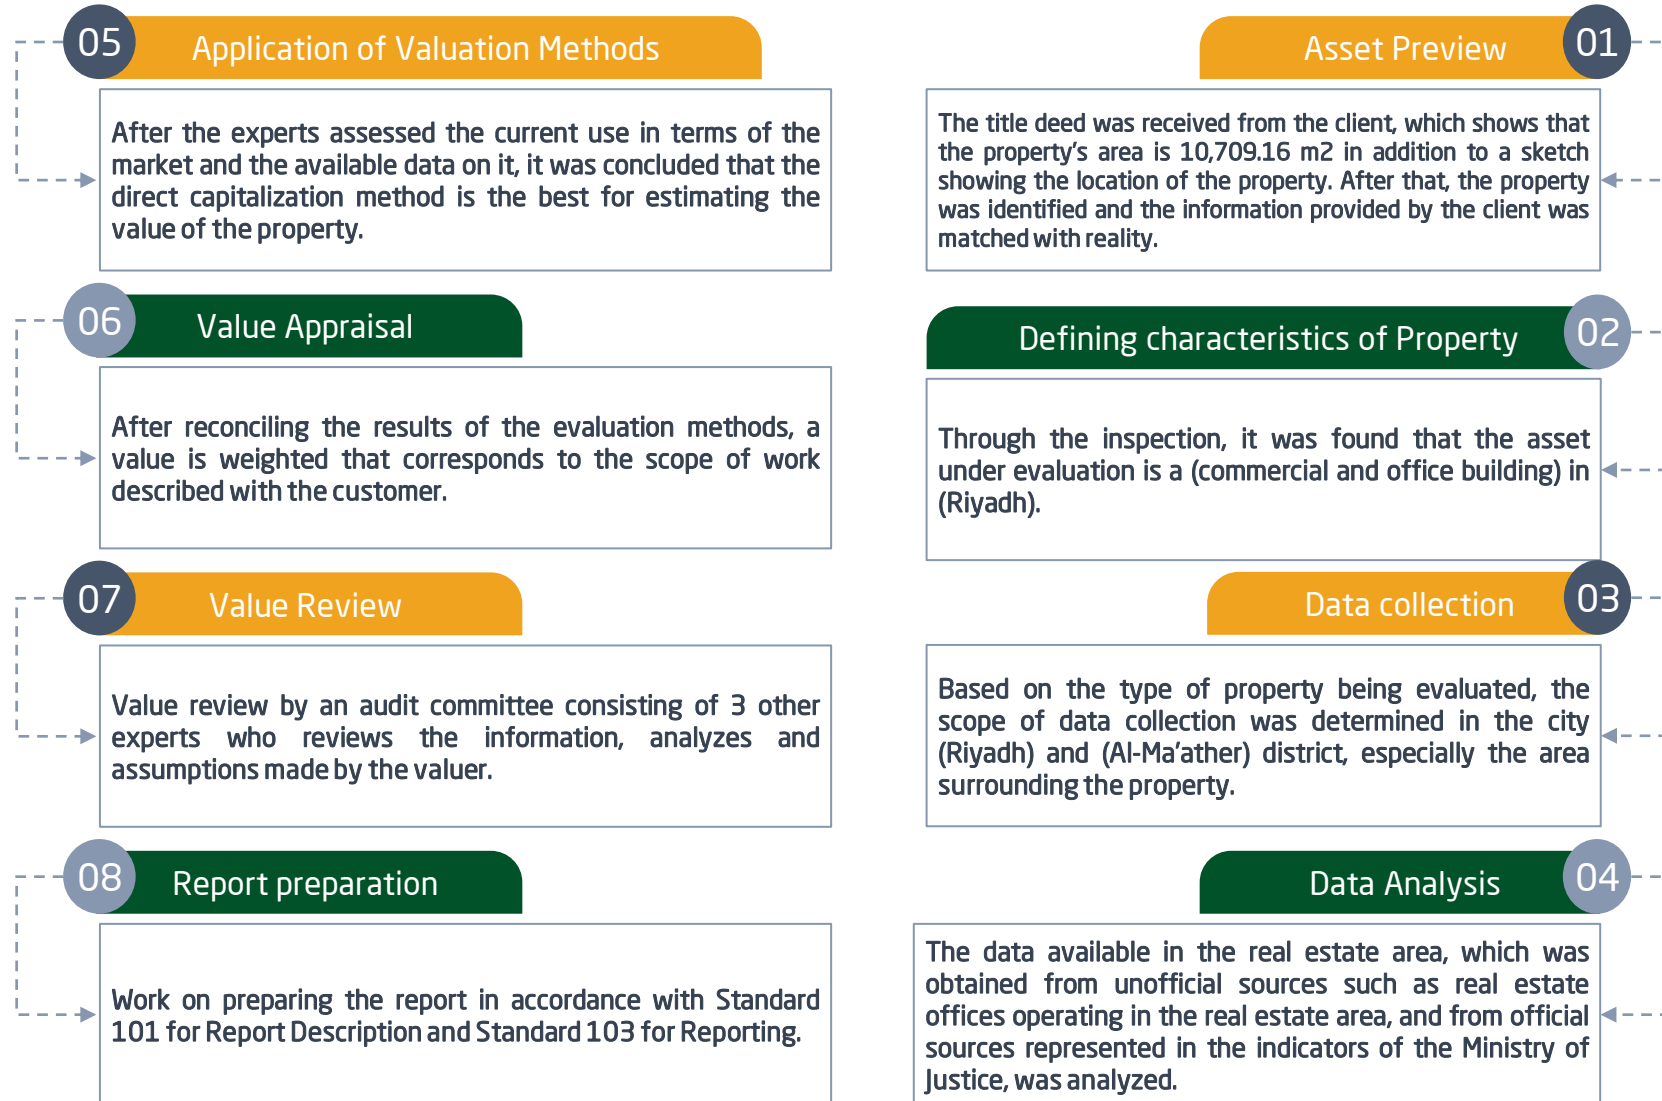 01
Asset Preview
The title deed was received from the client, which shows that
the property's area is 10,709.16 m2 in addition to a sketch
showing the location of the property. After that, the property
was identified and the information provided by the client was
matched with reality.
02
Defining characteristics of Property
Through the inspection, it was found that the asset
under evaluation is a (commercial and office building) in
(Riyadh).
03
Data collection
Based on the type of property being evaluated, the
scope of data collection was determined in the city
(Riyadh) and (Al-Ma'ather) district, especially the area
surrounding the property.
04
Data Analysis
The data available in the real estate area, which was
obtained from unofficial sources such as real estate
offices operating in the real estate area, and from official
sources represented in the indicators of the Ministry of
Justice, was analyzed.
05
Application of Valuation Methods
After the experts assessed the current use in terms of the
market and the available data on it, it was concluded that the
direct capitalization method is the best for estimating the
value of the property.
06
Value Appraisal
After reconciling the results of the evaluation methods, a
value is weighted that corresponds to the scope of work
described with the customer.
07
Value Review
Value review by an audit committee consisting of 3 other
experts who reviews the information, analyzes and
assumptions made by the valuer.
08
Report preparation
Work on preparing the report in accordance with Standard
101 for Report Description and Standard 103 for Reporting.